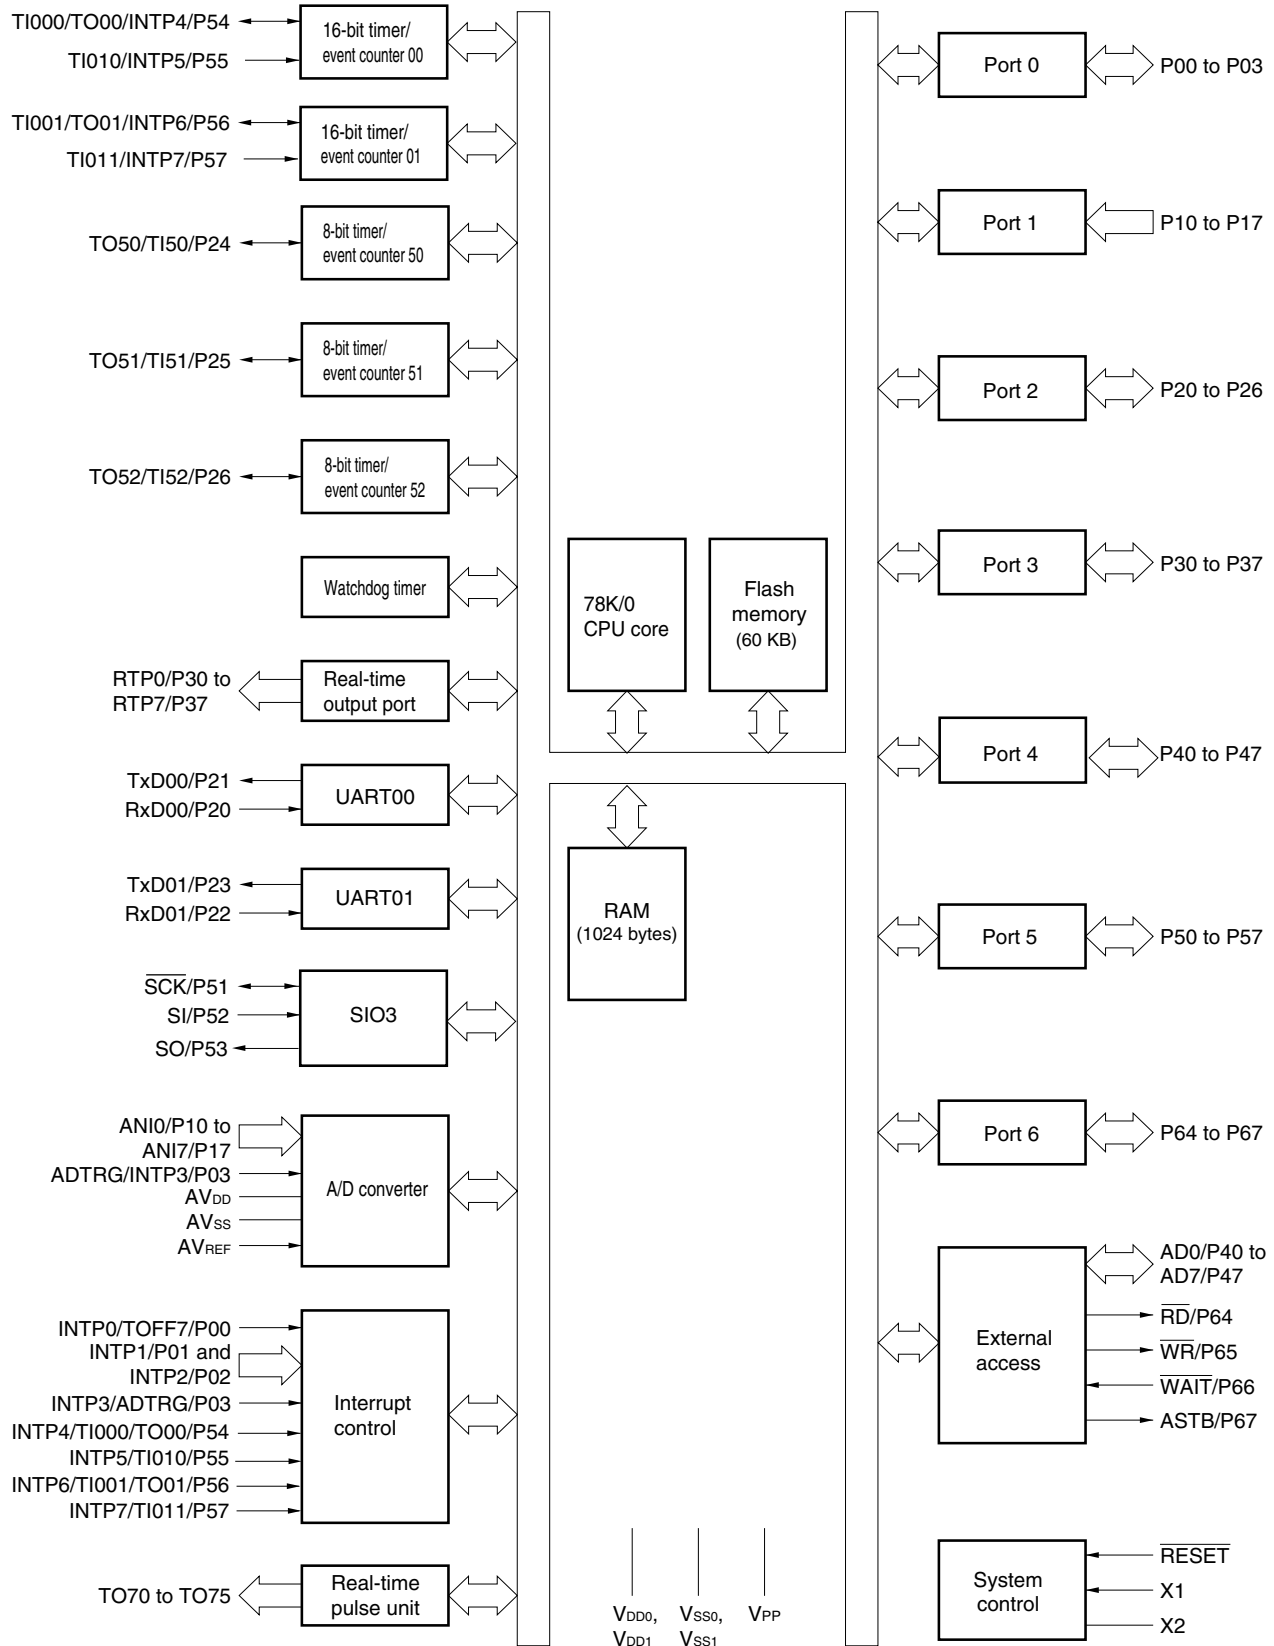 TI000/TO00/INTP4/P54
TI010/INTP5/P55
16-bit timer/
event counter 00
TI001/TO01/INTP6/P56
TI011/INTP7/P57
16-bit timer/
event counter 01
TO50/TI50/P24
8-bit timer/
event counter 50
TO51/TI51/P25
8-bit timer/
event counter 51
TO52/TI52/P26
8-bit timer/
event counter 52
Watchdog timer
RTP0/P30 to
RTP7/P37
Real-time
output port
TxD00/P21
RxD00/P20
UART00
TxD01/P23
RxD01/P22
UART01
S̅C̅K̅/P51
SI/P52
SO/P53
SIO3
ANI0/P10 to
ANI7/P17
ADTRG/INTP3/P03
AVDD
AVSS
AVREF
A/D converter
INTP0/TOFF7/P00
INTP1/P01 and
INTP2/P02
INTP3/ADTRG/P03
INTP4/TI000/TO00/P54
INTP5/TI010/P55
INTP6/TI001/TO01/P56
INTP7/TI011/P57
Interrupt
control
TO70 to TO75
Real-time
pulse unit
78K/0
CPU core
Flash
memory
(60 KB)
RAM
(1024 bytes)
VDD0,
VDD1
VSS0,
VSS1
VPP
Port 0
P00 to P03
Port 1
P10 to P17
Port 2
P20 to P26
Port 3
P30 to P37
Port 4
P40 to P47
Port 5
P50 to P57
Port 6
P64 to P67
External
access
AD0/P40 to
AD7/P47
R̅D̅/P64
W̅R̅/P65
W̅A̅I̅T̅/P66
ASTB/P67
System
control
R̅E̅S̅E̅T̅
X1
X2